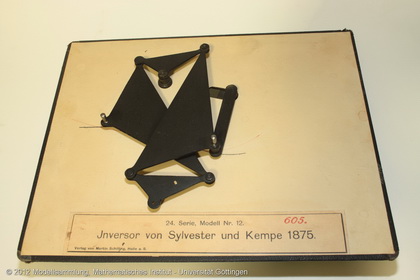 24. Serie, Modell Nr. 12.
605.
Jnversor von Sylvester und Kempe 1875.
Verlag von Martin Schilling, Halle a. S.
© 2012 Modellsammlung, Mathematisches Institut - Universität Göttingen